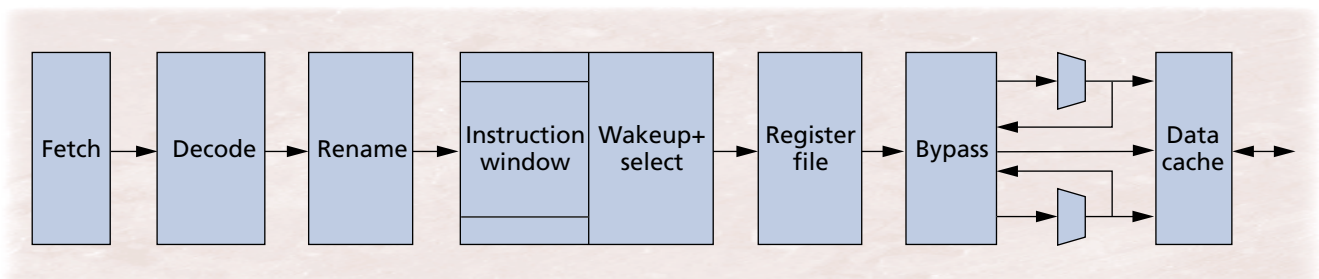 Fetch
Decode
Rename
Instruction
window
Wakeup+
select
Register
file
Bypass
Data
cache